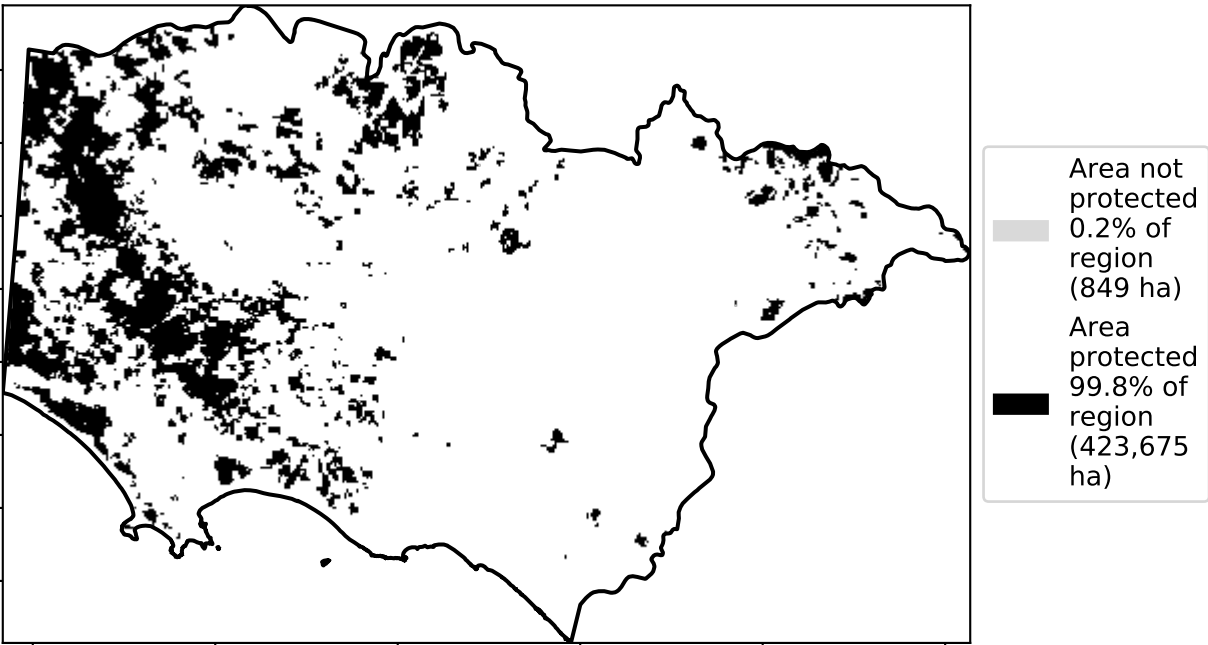 Area not
protected
0.2% of
region
(849 ha)
Area
protected
99.8% of
region
(423,675
ha)